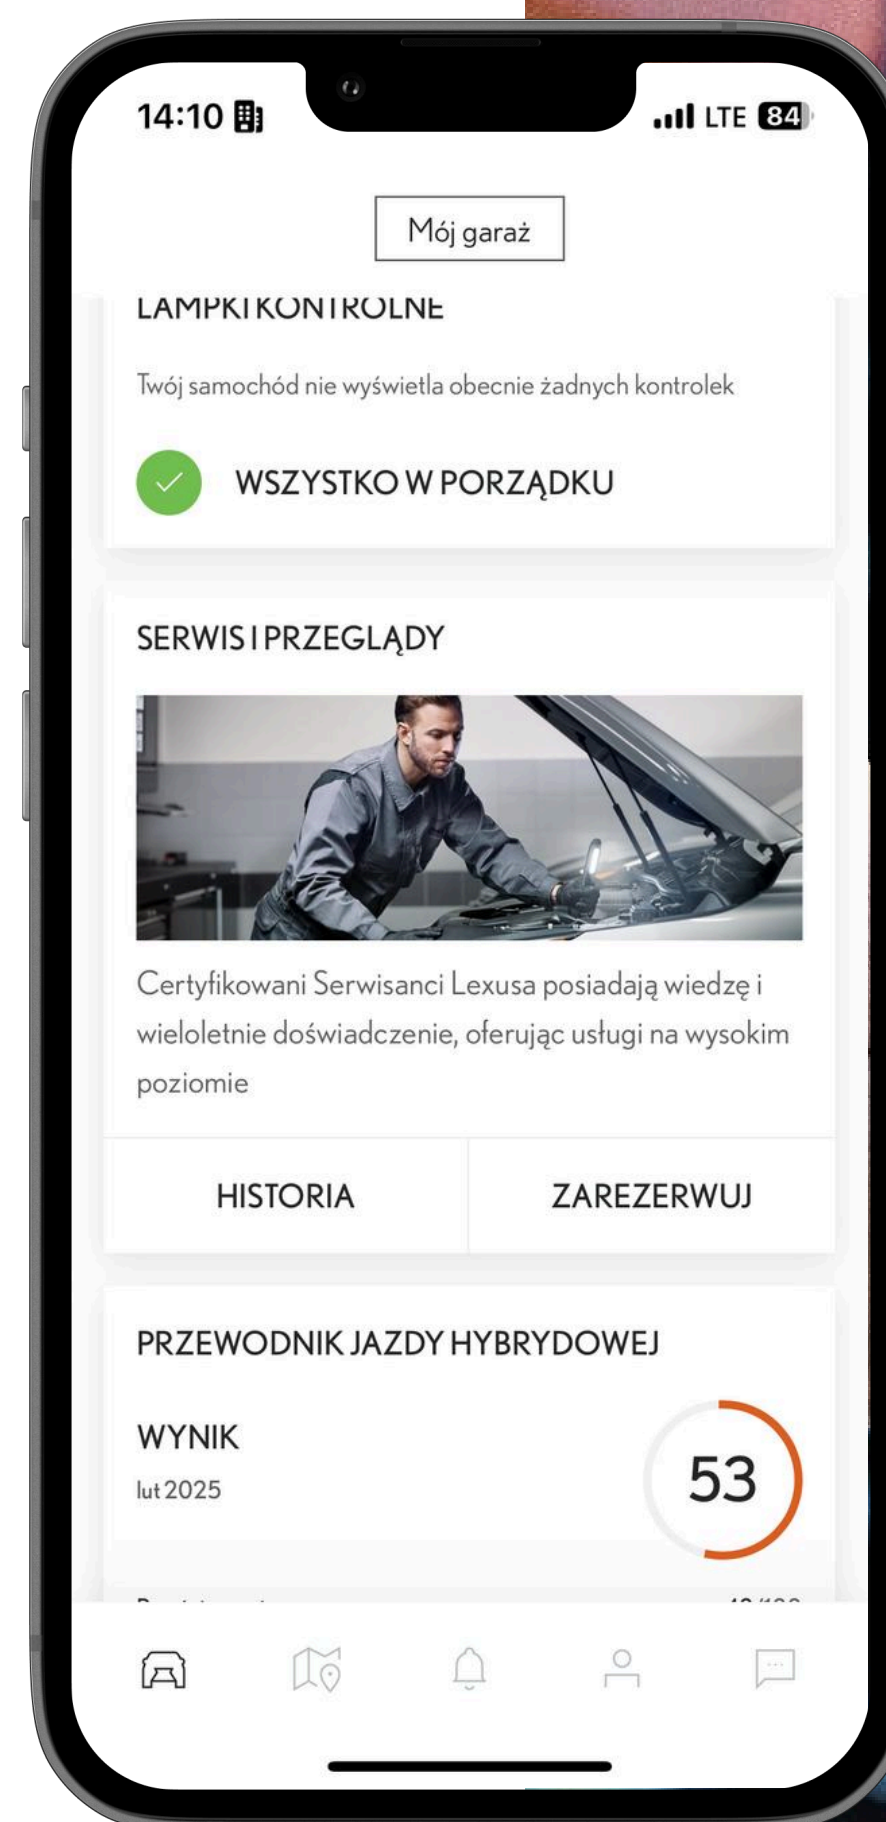 14:10
LTE 84
Mój garaż
LAMPKI KONTROLNE
Twój samochód nie wyświetla obecnie żadnych kontrolek
WSZYSTKO W PORZĄDKU
SERWIS I PRZEGLĄDY
Certyfikowani Serwisanci Lexusa posiadają wiedzę i
wieloletnie doświadczenie, oferując usługi na wysokim
poziomie
HISTORIA
ZAREZERWUJ
PRZEWODNIK JAZDY HYBRYDOWEJ
WYNIK
lut 2025
53